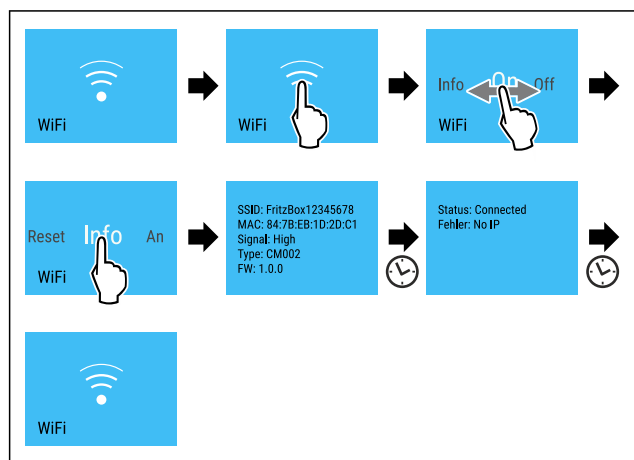 WiFi
WiFi
Info On Off
WiFi
Reset Info An
WiFi
SSID: FritzBox12345678
MAC: 84:7B:EB:1D:2D:C1
Signal: High
Type: CM002
FW: 1.0.0
Status: Connected
Fehler: No IP
WiFi